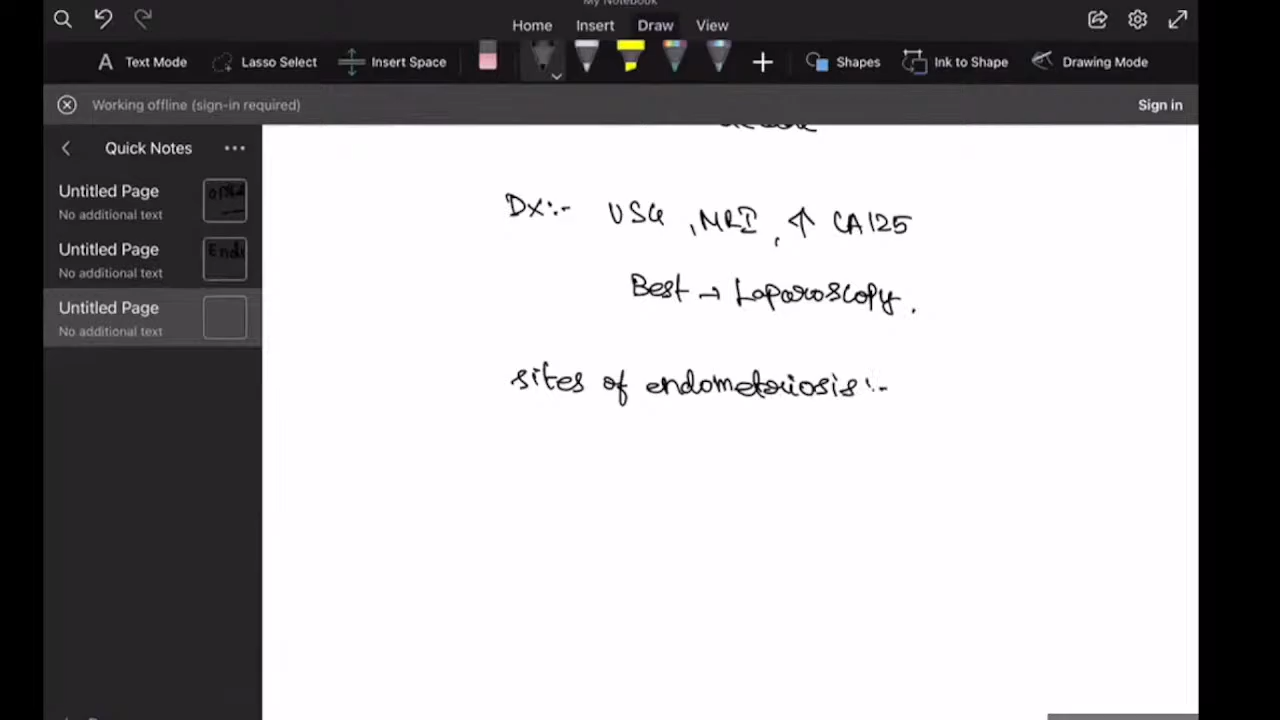 My Notebook
Home Insert Draw View
A Text Mode Lasso Select Insert Space Shapes Ink to Shape Drawing Mode
Working offline (sign-in required) Sign in
Quick Notes
Untitled Page
No additional text
Untitled Page
No additional text
Endo
Untitled Page
No additional text
Dx:- USG, MRI, ↑ CA125
Best → Laparoscopy.
sites of endometriosis:-